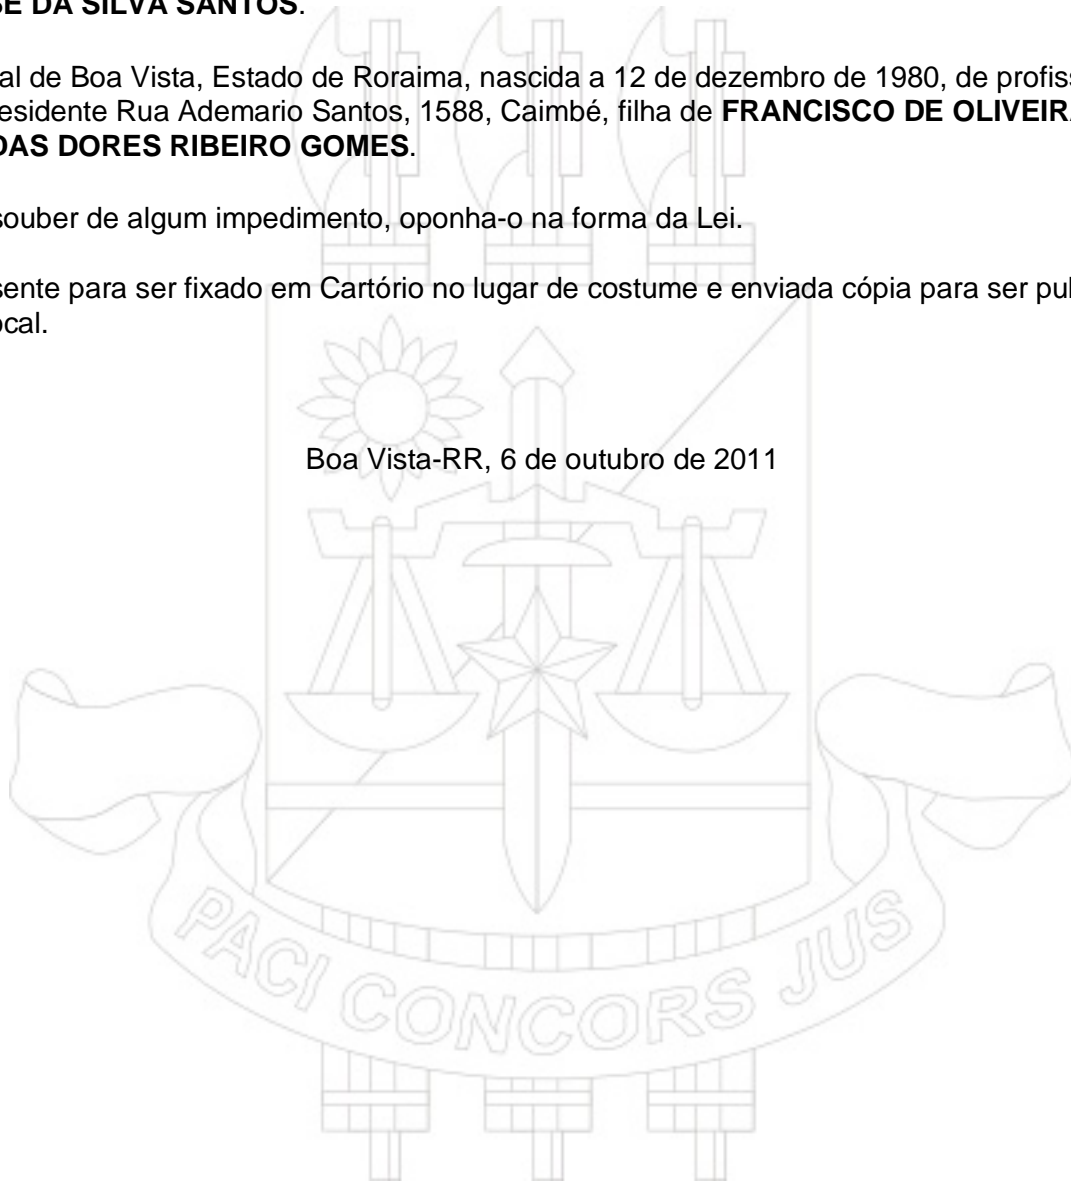 SE DA SILVA SANTOS.
al de Boa Vista, Estado de Roraima, nascida a 12 de dezembro de 1980, de profiss
esidente Rua Ademario Santos, 1588, Caimbé, filha de FRANCISCO DE OLIVEIRA
DAS DORES RIBEIRO GOMES.
souber de algum impedimento, oponha-o na forma da Lei.
sente para ser fixado em Cartório no lugar de costume e enviada cópia para ser pul
ocal.
Boa Vista-RR, 6 de outubro de 2011
PACI CONCORS JUS